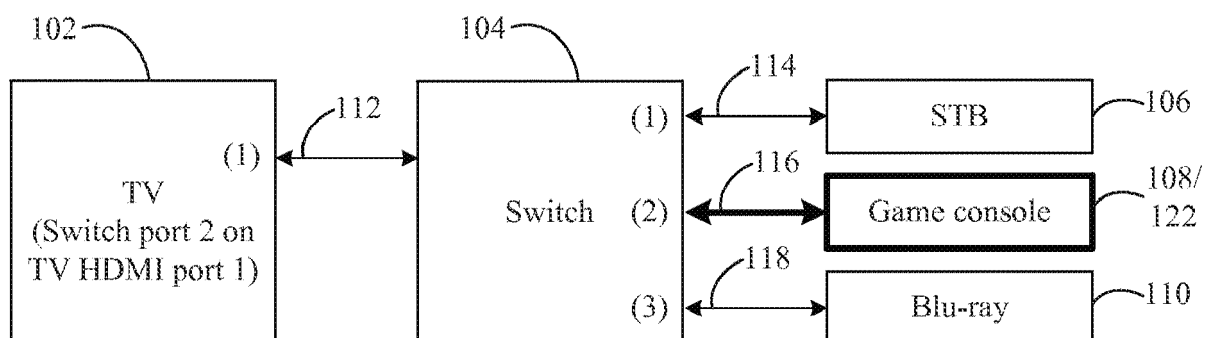 102
104
114
STB
106
112
(1)
(1)
116
TV
(Switch port 2 on
TV HDMI port 1)
Switch
(2)
Game console
108/
122
118
(3)
Blu-ray
110